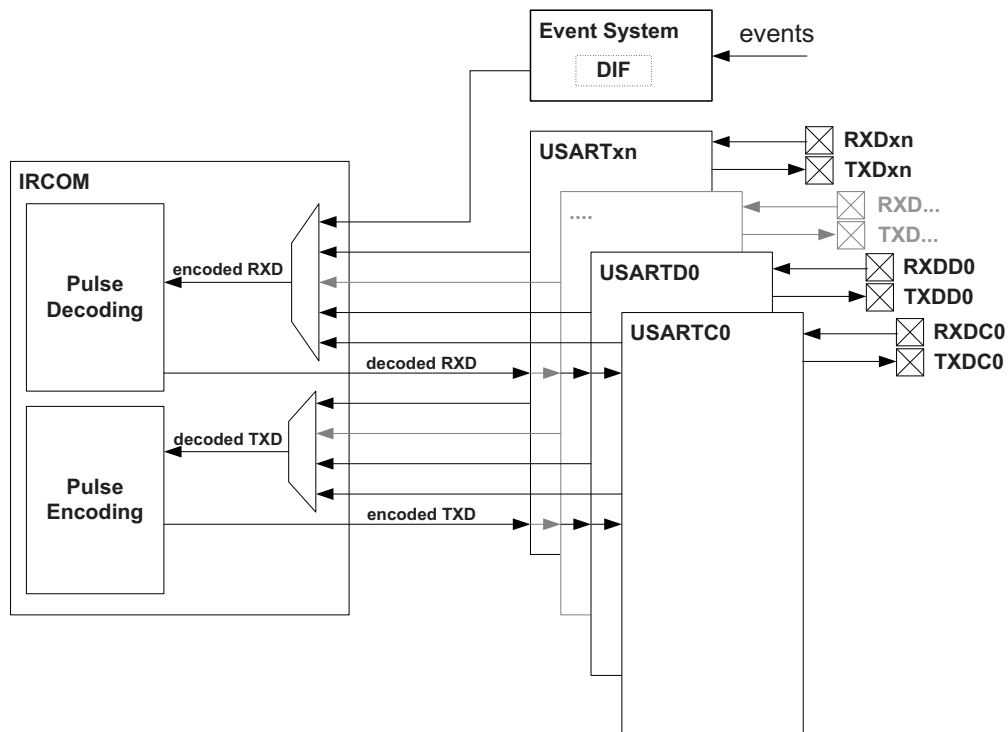 Event System
DIF
events
USARTxn
RXDxn
TXDxn
IRCOM
....
RXD...
TXD...
Pulse
Decoding
encoded RXD
USARTD0
RXDD0
TXDD0
USARTC0
RXDC0
TXDC0
decoded RXD
decoded TXD
Pulse
Encoding
encoded TXD